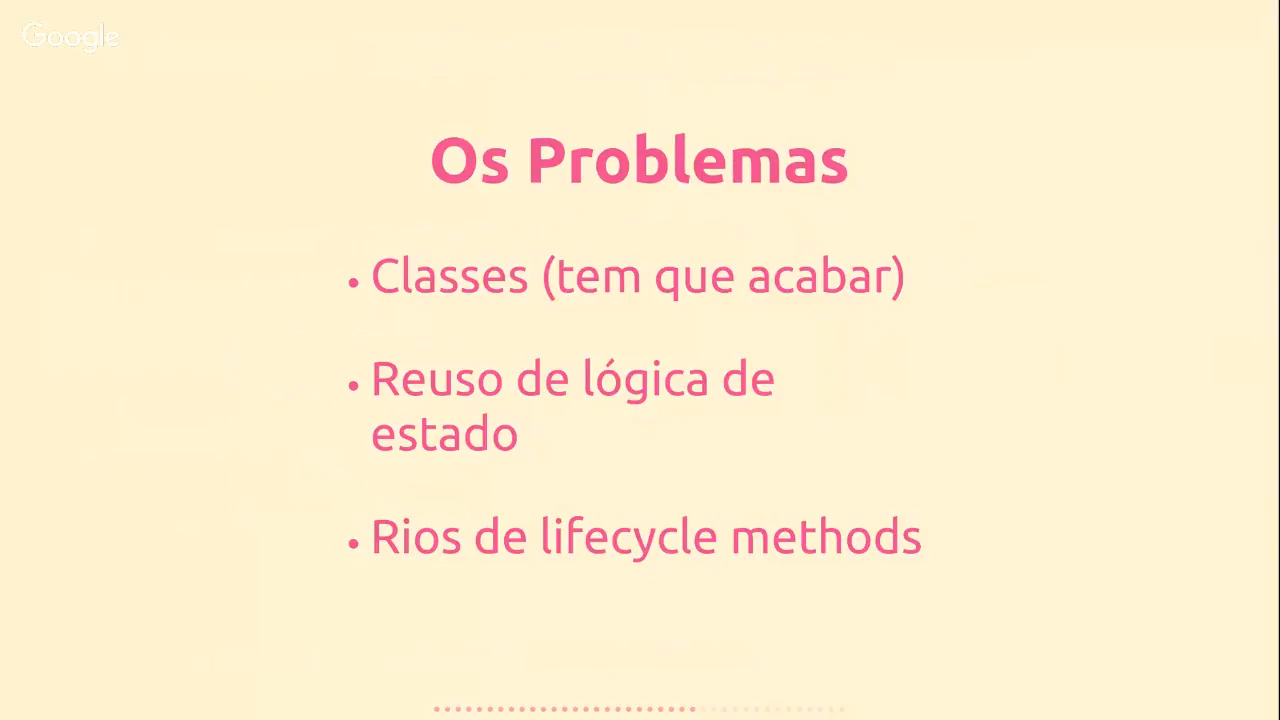 Google
Os Problemas
• Classes (tem que acabar)
• Reuso de lógica de
estado
• Rios de lifecycle methods